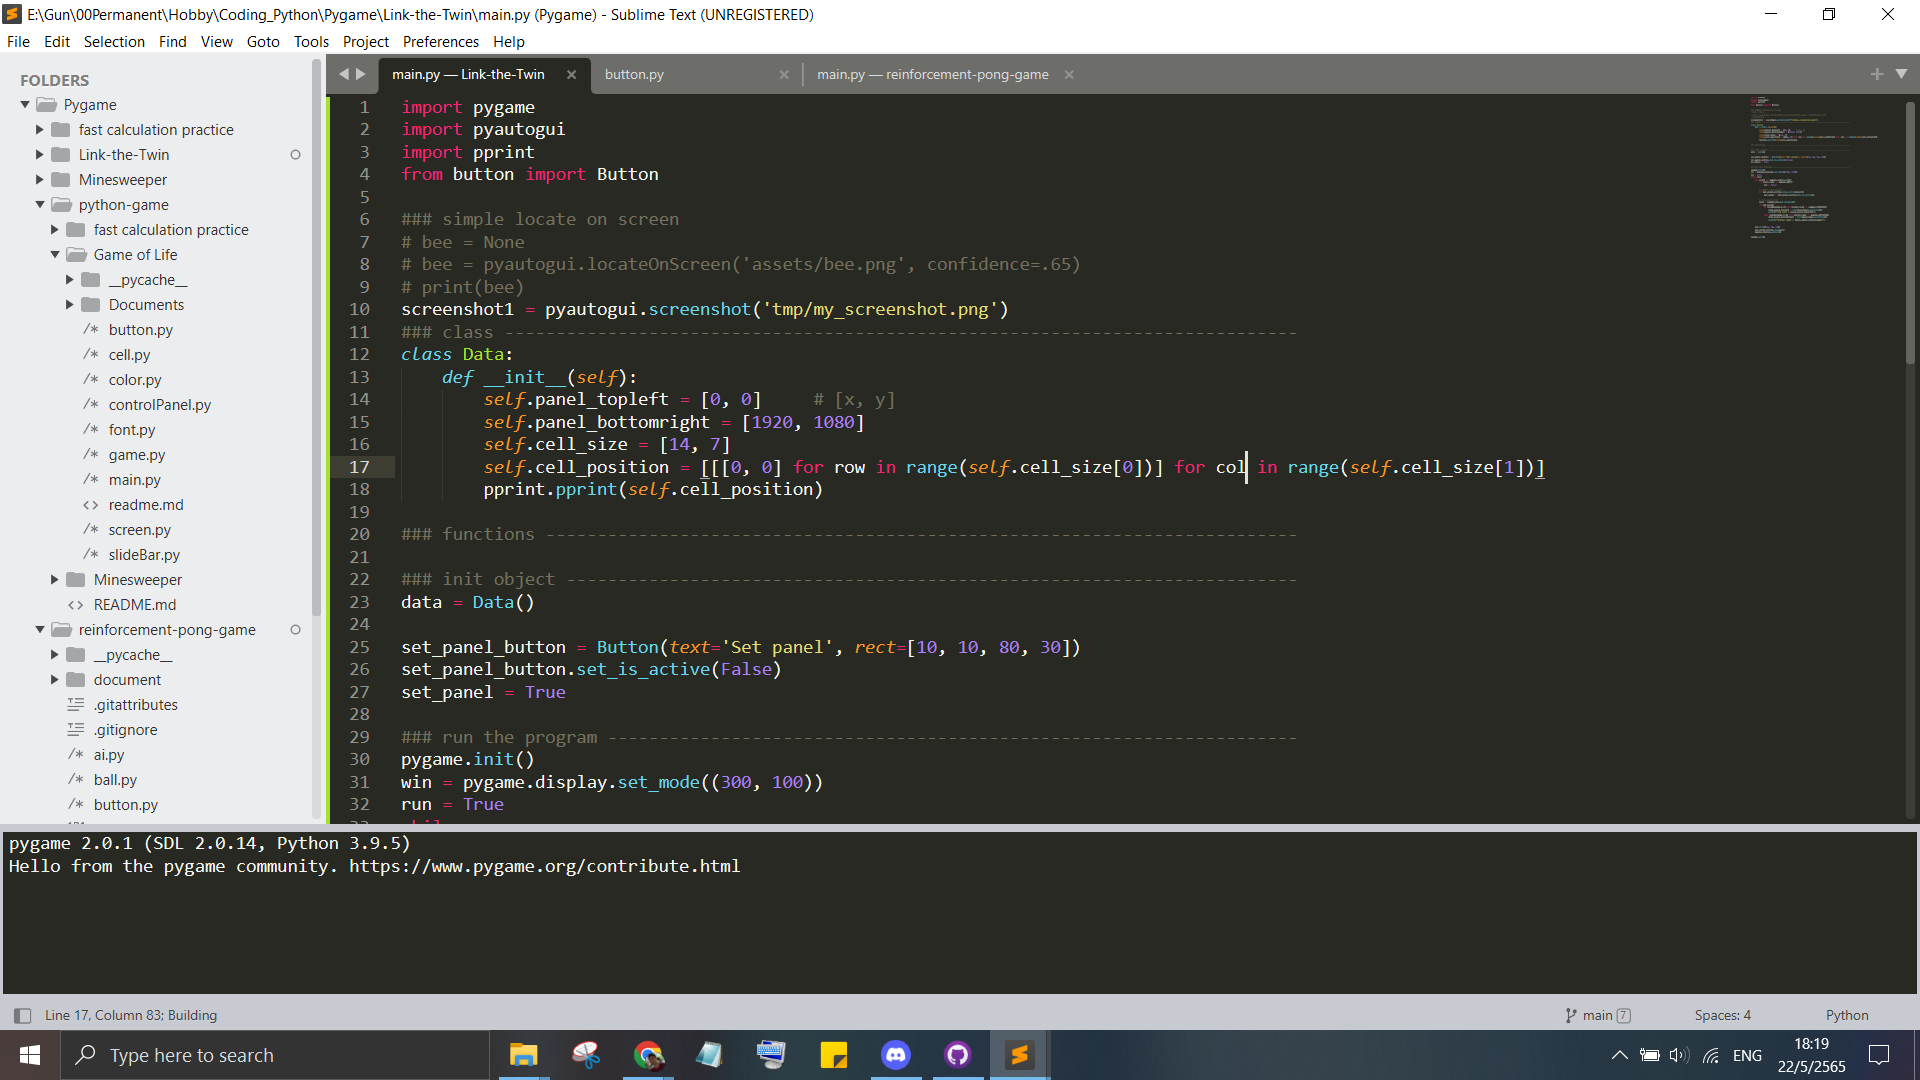 E:\Gun\00Permanent\Hobby\Coding_Python\Pygame\Link-the-Twin\main.py (Pygame) - Sublime Text (UNREGISTERED)
File Edit Selection Find View Goto Tools Project Preferences Help
FOLDERS
Pygame
fast calculation practice
Link-the-Twin
Minesweeper
python-game
fast calculation practice
Game of Life
__pycache__
Documents
/* button.py
/* cell.py
/* color.py
/* controlPanel.py
/* font.py
/* game.py
/* main.py
<> readme.md
/* screen.py
/* slideBar.py
Minesweeper
<> README.md
reinforcement-pong-game
__pycache__
document
.gitattributes
.gitignore
/* ai.py
/* ball.py
/* button.py
main.py — Link-the-Twin
button.py
main.py — reinforcement-pong-game
1 import pygame
2 import pyautogui
3 import pprint
4 from button import Button
5
6 ### simple locate on screen
7 # bee = None
8 # bee = pyautogui.locateOnScreen('assets/bee.png', confidence=.65)
9 # print(bee)
10 screenshot1 = pyautogui.screenshot('tmp/my_screenshot.png')
11 ### class -----------------------------------------------------------------------------
12 class Data:
13     def __init__(self):
14         self.panel_topleft = [0, 0]     # [x, y]
15         self.panel_bottomright = [1920, 1080]
16         self.cell_size = [14, 7]
17         self.cell_position = [[[0, 0] for row in range(self.cell_size[0])] for col in range(self.cell_size[1])]
18         pprint.pprint(self.cell_position)
19
20 ### functions -------------------------------------------------------------------------
21
22 ### init object -----------------------------------------------------------------------
23 data = Data()
24
25 set_panel_button = Button(text='Set panel', rect=[10, 10, 80, 30])
26 set_panel_button.set_is_active(False)
27 set_panel = True
28
29 ### run the program -------------------------------------------------------------------
30 pygame.init()
31 win = pygame.display.set_mode((300, 100))
32 run = True
pygame 2.0.1 (SDL 2.0.14, Python 3.9.5)
Hello from the pygame community. https://www.pygame.org/contribute.html
Line 17, Column 83; Building
main 7
Spaces: 4
Python
Type here to search
ENG
18:19
22/5/2565